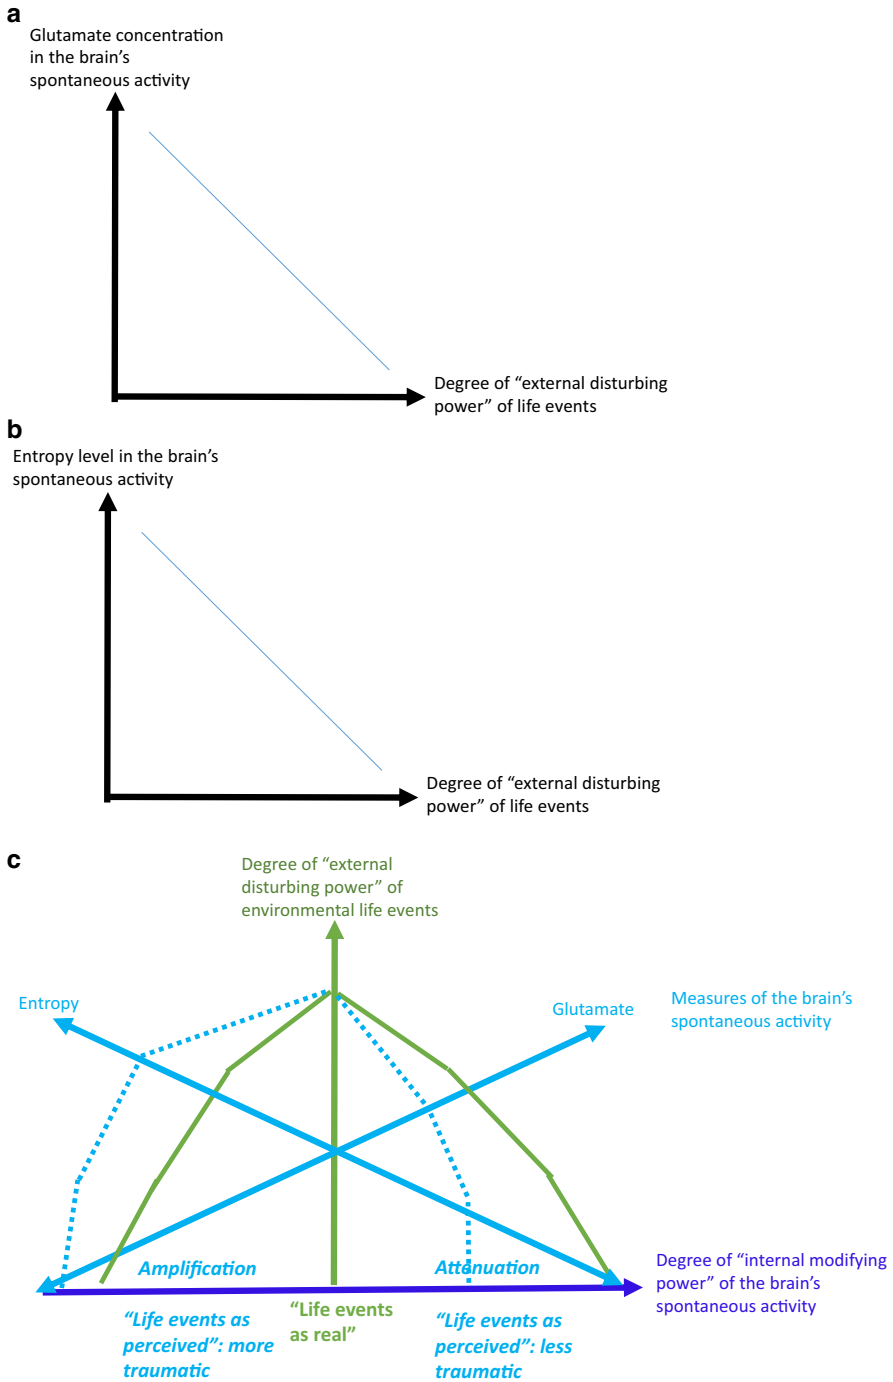 a
Glutamate concentration
in the brain’s
spontaneous activity
Degree of “external disturbing
power” of life events
b
Entropy level in the brain’s
spontaneous activity
Degree of “external disturbing
power” of life events
c
Degree of “external
disturbing power” of
environmental life events
Entropy
Glutamate
Measures of the brain’s
spontaneous activity
Amplification
Attenuation
Degree of “internal modifying
power” of the brain’s
spontaneous activity
“Life events as
perceived”: more
traumatic
“Life events
as real”
“Life events as
perceived”: less
traumatic